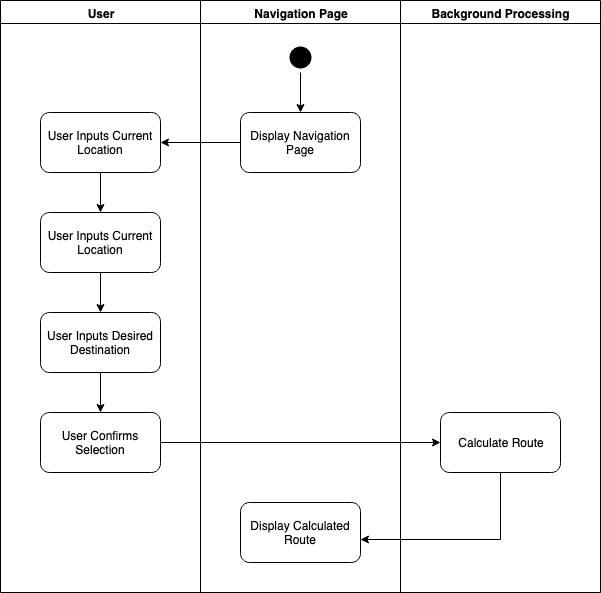 User
Navigation Page
Background Processing
Display Navigation
Page
User Inputs Current
Location
User Inputs Current
Location
User Inputs Desired
Destination
User Confirms
Selection
Calculate Route
Display Calculated
Route